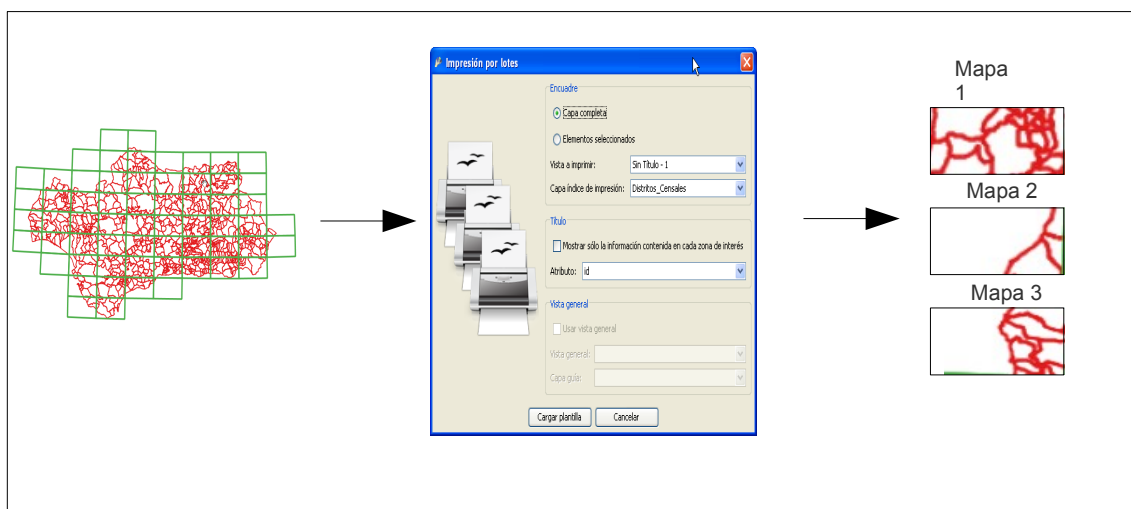 Impresión por lotes
Encuadre
Capa completa
Elementos seleccionados
Vista a imprimir: Sin Título - 1
Capa índice de impresión: Distritos_Censales
Título
Mostrar sólo la información contenida en cada zona de interés
Atributo: id
Vista general
Usar vista general
Vista general:
Capa guía:
Cargar plantilla Cancelar
Mapa
1
Mapa 2
Mapa 3